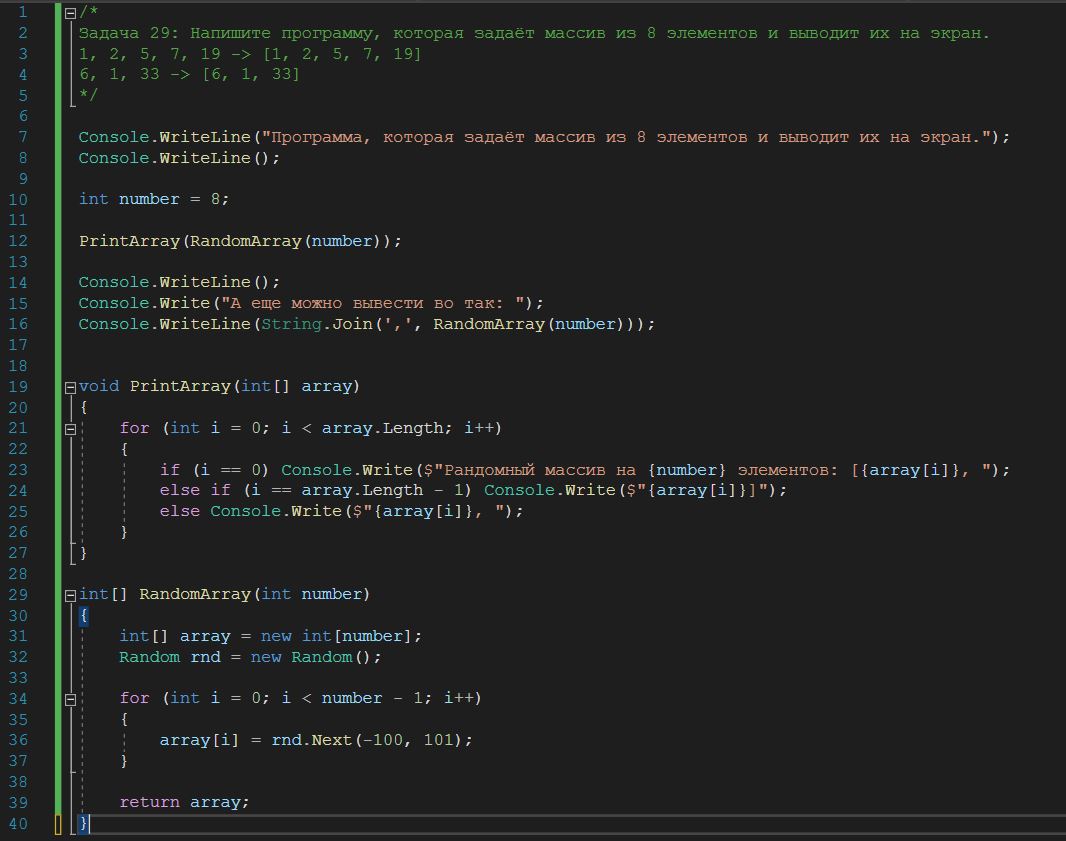 1 /*
2 Задача 29: Напишите программу, которая задаёт массив из 8 элементов и выводит их на экран.
3 1, 2, 5, 7, 19 -> [1, 2, 5, 7, 19]
4 6, 1, 33 -> [6, 1, 33]
5 */
6
7 Console.WriteLine("Программа, которая задаёт массив из 8 элементов и выводит их на экран.");
8 Console.WriteLine();
9
10 int number = 8;
11
12 PrintArray(RandomArray(number));
13
14 Console.WriteLine();
15 Console.Write("А еще можно вывести во так: ");
16 Console.WriteLine(String.Join(',', RandomArray(number)));
17
18
19 void PrintArray(int[] array)
20 {
21 for (int i = 0; i < array.Length; i++)
22 {
23 if (i == 0) Console.Write($"Рандомный массив на {number} элементов: [{array[i]}, ");
24 else if (i == array.Length - 1) Console.Write($"{array[i]}]");
25 else Console.Write($"{array[i]}, ");
26 }
27 }
28
29 int[] RandomArray(int number)
30 {
31 int[] array = new int[number];
32 Random rnd = new Random();
33
34 for (int i = 0; i < number - 1; i++)
35 {
36 array[i] = rnd.Next(-100, 101);
37 }
38
39 return array;
40 }